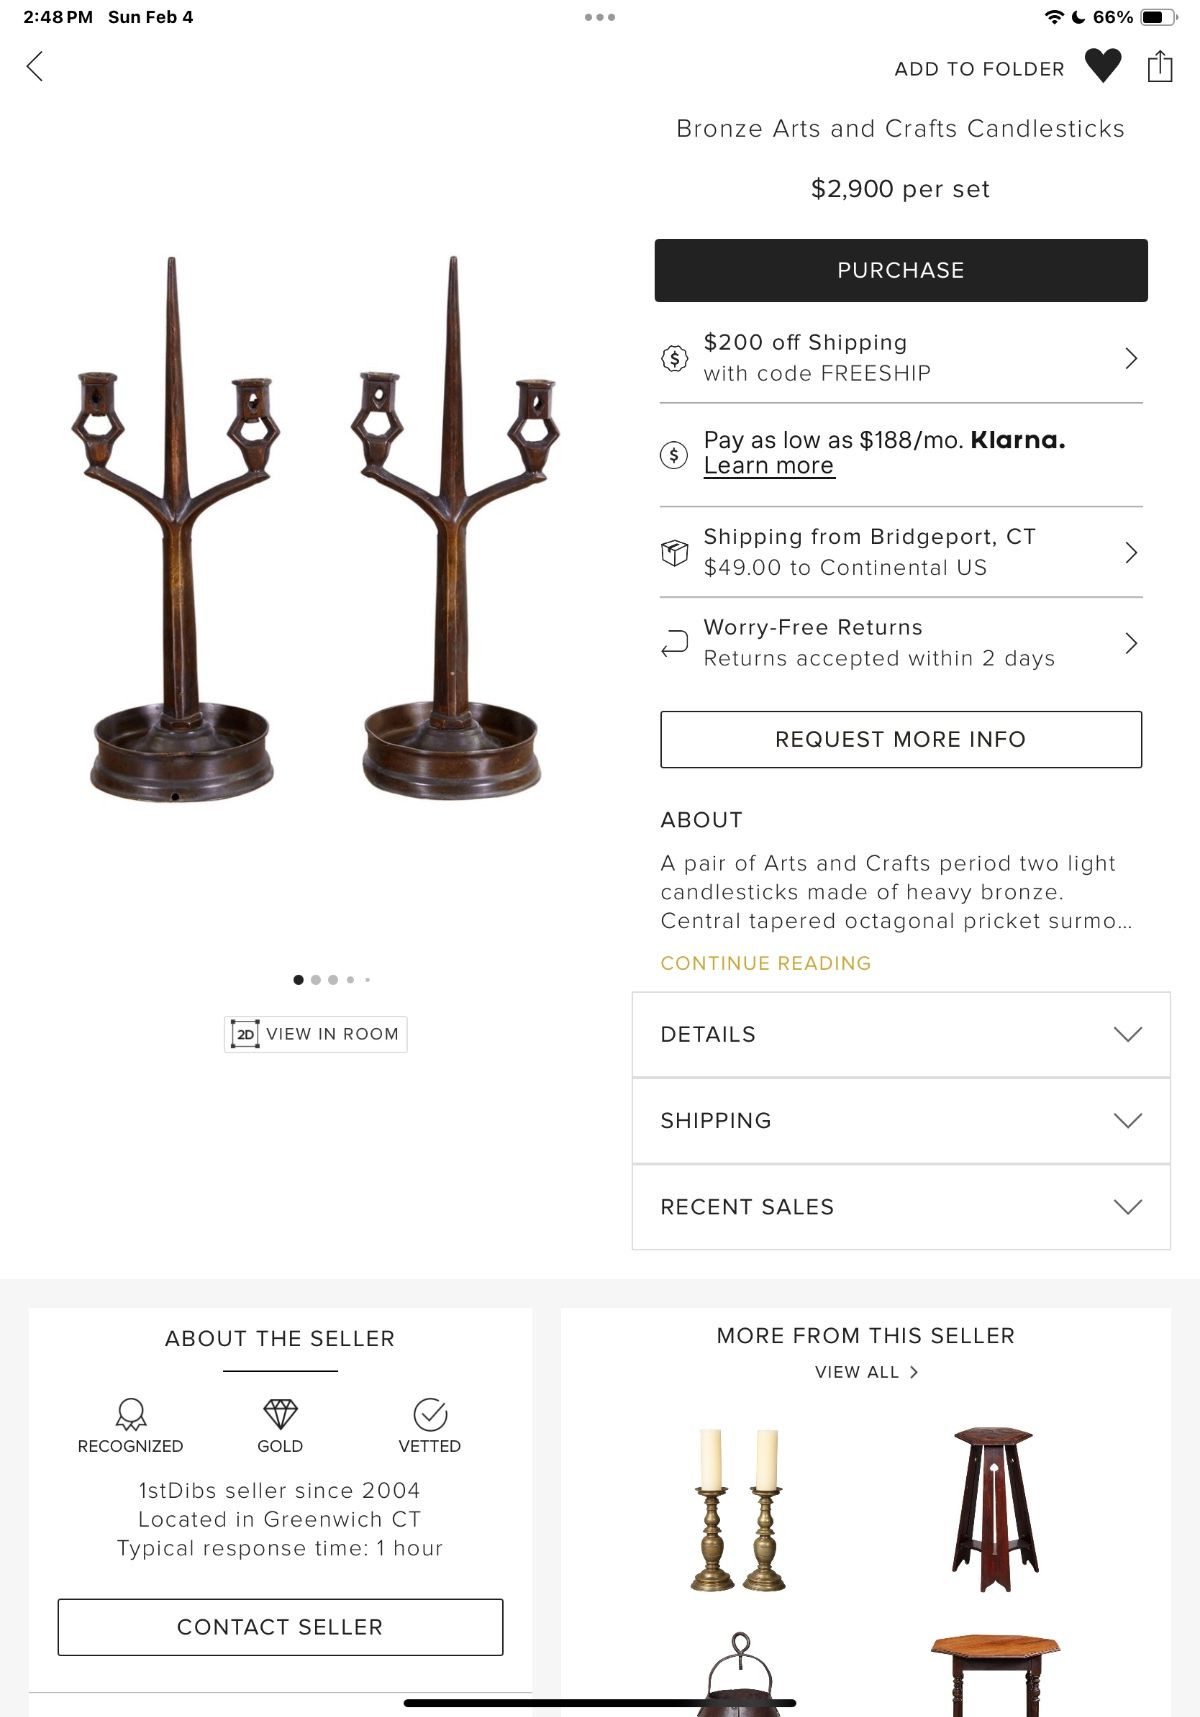 2:48 PM Sun Feb 4
66%
ADD TO FOLDER
Bronze Arts and Crafts Candlesticks
$2,900 per set
PURCHASE
$200 off Shipping
with code FREESHIP
Pay as low as $188/mo. Klarna.
Learn more
Shipping from Bridgeport, CT
$49.00 to Continental US
Worry-Free Returns
Returns accepted within 2 days
REQUEST MORE INFO
ABOUT
A pair of Arts and Crafts period two light
candlesticks made of heavy bronze.
Central tapered octagonal pricket surmo...
CONTINUE READING
2D VIEW IN ROOM
DETAILS
SHIPPING
RECENT SALES
ABOUT THE SELLER
RECOGNIZED
GOLD
VETTED
1stDibs seller since 2004
Located in Greenwich CT
Typical response time: 1 hour
CONTACT SELLER
MORE FROM THIS SELLER
VIEW ALL >